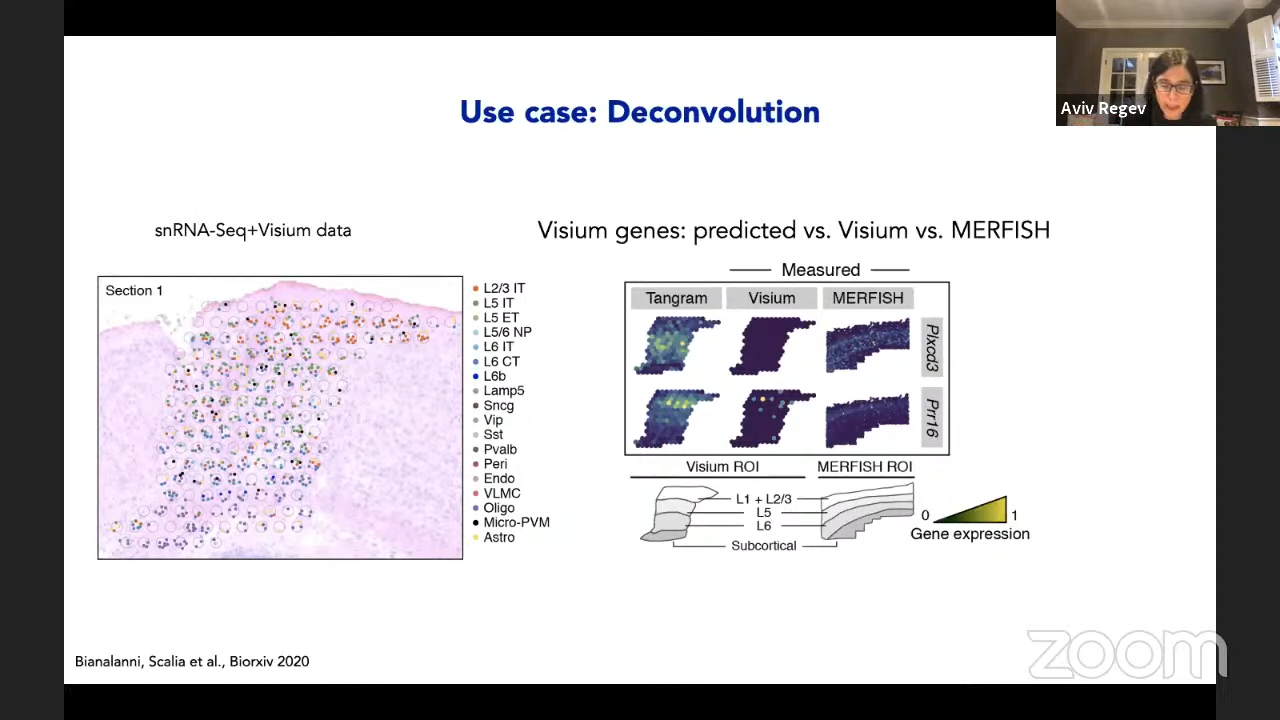 Use case: Deconvolution
Aviv Regev
snRNA-Seq+Visium data
Visium genes: predicted vs. Visium vs. MERFISH
Section 1
L2/3 IT
L5 IT
L5 ET
L5/6 NP
L6 IT
L6 CT
L6b
Lamp5
Sncg
Vip
Sst
Pvalb
Peri
Endo
VLMC
Oligo
Micro-PVM
Astro
Measured
Tangram
Visium
MERFISH
Plxcd3
Prr16
Visium ROI
MERFISH ROI
L1 + L2/3
L5
L6
Subcortical
0
1
Gene expression
Bianalanni, Scalia et al., Biorxiv 2020
zoom